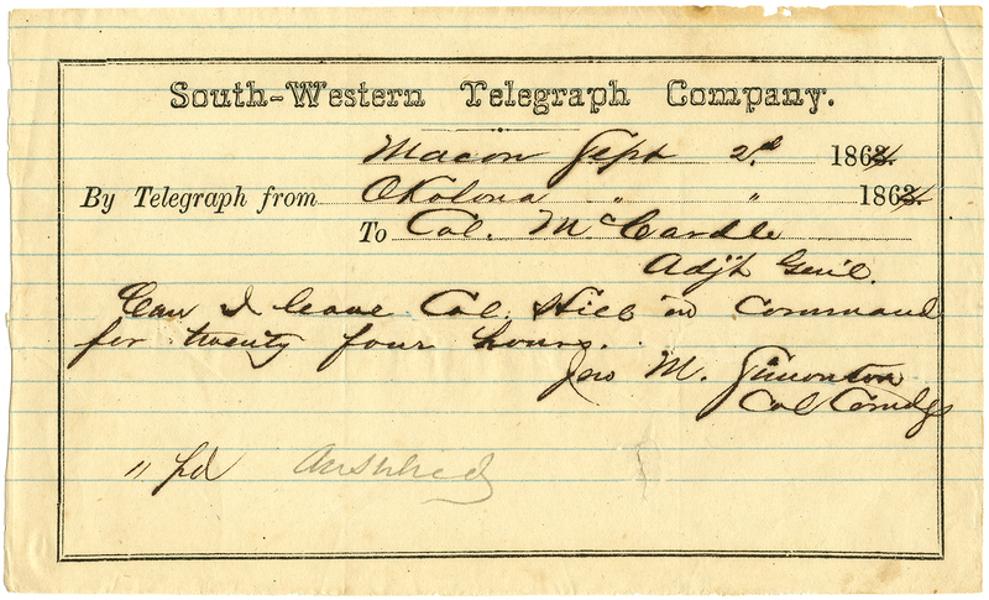 South-Western Telegraph Company.
Macon Sept 2d. 1864.
By Telegraph from Okolona " " 1864.
To Col. McCardle
Adjt Genl.
Can I leave Col. Hill in Command
for twenty four hours.
Jno M. Simonton
Col Comdg
11 pd Answered